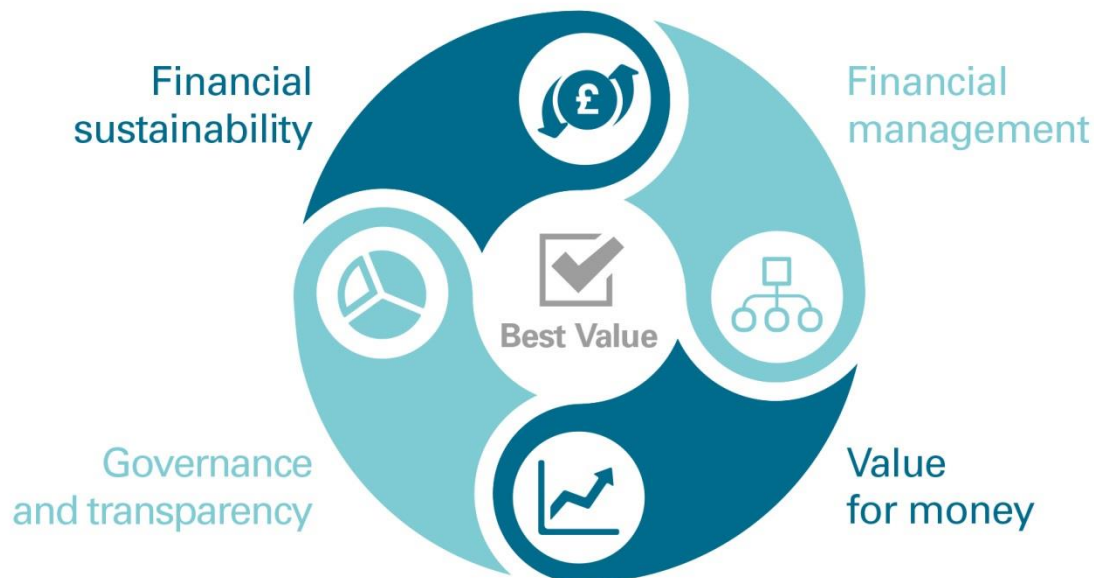 Financial
sustainability
Financial
management
£
Best Value
Governance
and transparency
Value
for money